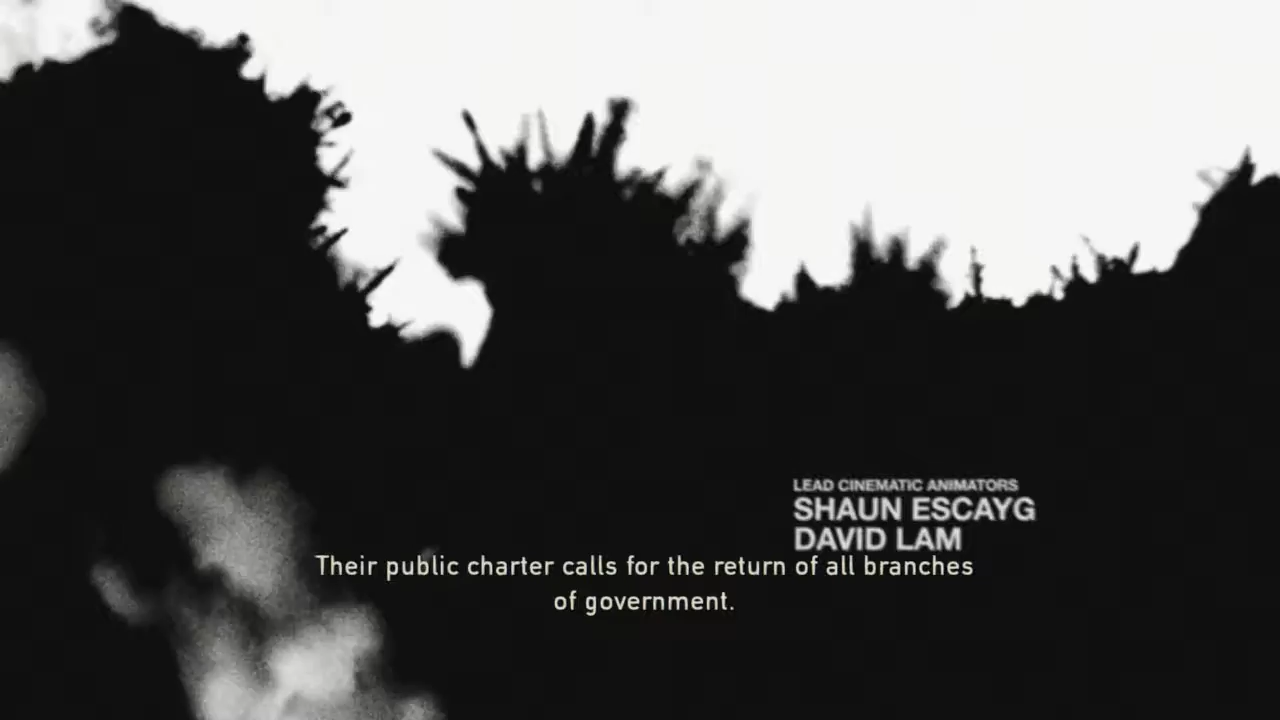 LEAD CINEMATIC ANIMATORS
SHAUN ESCAYG
DAVID LAM
Their public charter calls for the return of all branches
of government.